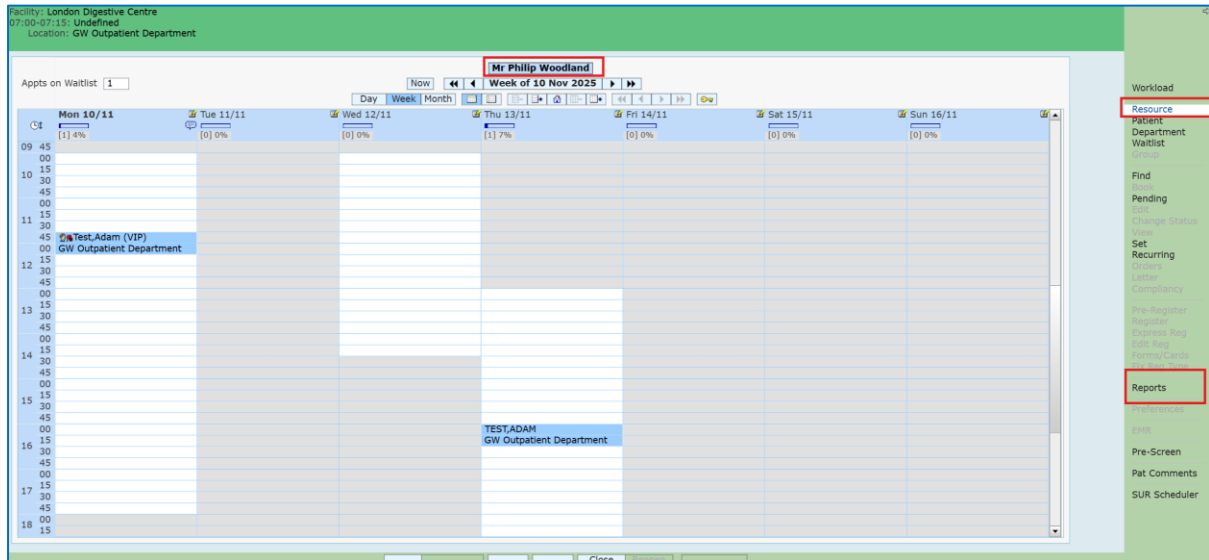 Facility: London Digestive Centre
07:00-07:15: Undefined
Location: GW Outpatient Department
Mr Philip Woodland
Appts on Waitlist 1
Now Week of 10 Nov 2025
Day Week Month
Mon 10/11 Tue 11/11 Wed 12/11 Thu 13/11 Fri 14/11 Sat 15/11 Sun 16/11
[1] 4% [0] 0% [0] 0% [1] 7% [0] 0% [0] 0% [0] 0%
09 45
00
10 15
30
45
00
11 15
30
45 Test,Adam (VIP)
00 GW Outpatient Department
12 15
30
45
00
13 15
30
45
00
14 15
30
45
00
15 15
30
45
00 TEST,ADAM
16 15 GW Outpatient Department
30
45
00
17 15
30
45
18 00
15
Close
Workload
Resource
Patient
Department
Waitlist
Group
Find
Book
Pending
Edit
Change Status
View
Set
Recurring
Orders
Letter
Compliancy
Pre-Register
Register
Express Reg
Edit Reg
Forms/Cards
Reports
Preferences
EMR
Pre-Screen
Pat Comments
SUR Scheduler